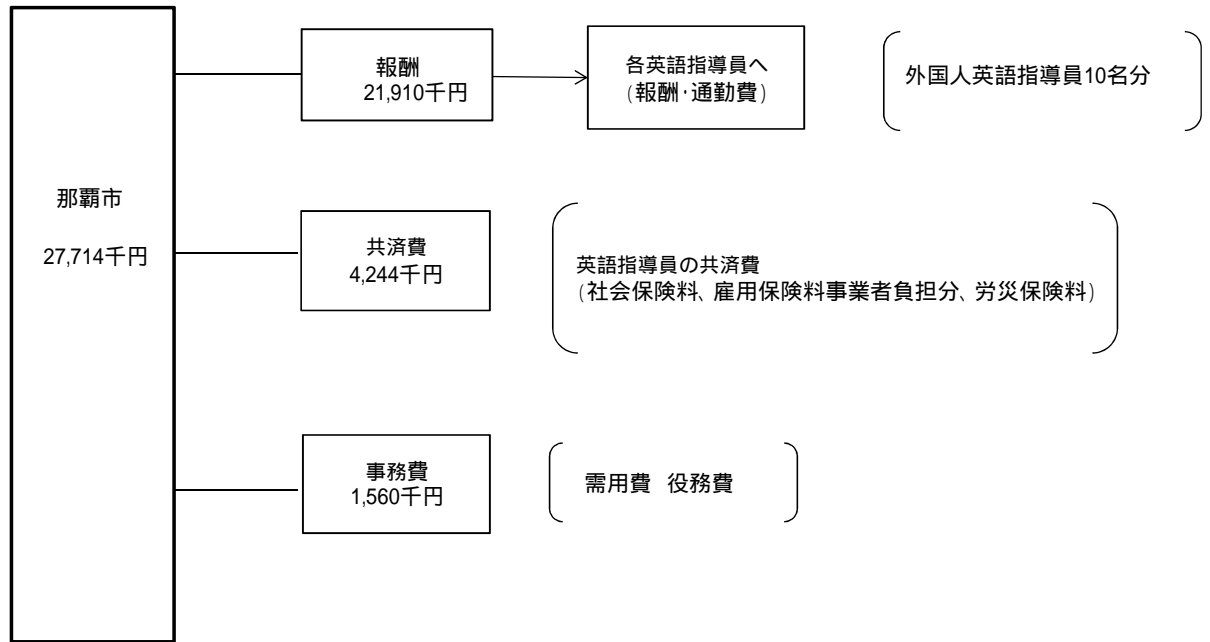 那覇市
27,714千円
報酬
21,910千円
各英語指導員へ
(報酬・通勤費)
外国人英語指導員10名分
共済費
4,244千円
英語指導員の共済費
(社会保険料、雇用保険料事業者負担分、労災保険料)
事務費
1,560千円
需用費 役務費